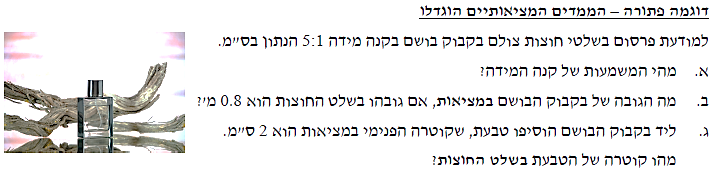 דוגמה פתורה – הממדים המציאותיים הוגדלו
למודעת פרסום בשלטי חוצות צולם בקבוק בושם בקנה מידה 5:1 הנתון בס״מ.
א. מהי המשמעות של קנה המידה?
ב. מה הגובה של בקבוק הבושם במציאות, אם גובהו בשלט החוצות הוא 0.8 מ׳?
ג. ליד בקבוק הבושם הוסיפו טבעת, שקוטרה הפנימי במציאות הוא 2 ס״מ.
מהו קוטרה של הטבעת בשלט החוצות?